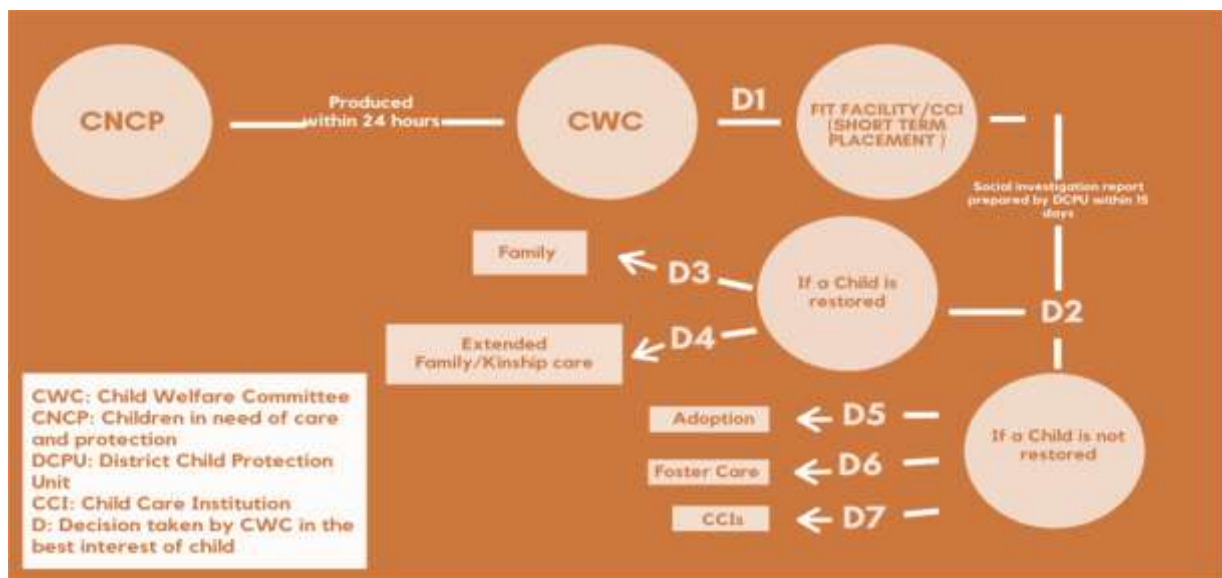 CNCP
Produced
within 24 hours
CWC
D1
FIT FACILITY/CCI
(SHORT TERM
PLACEMENT )
Social investigation report
prepared by DCPU within 15
days
D2
If a Child is
restored
D3
Family
D4
Extended
Family/Kinship care
If a Child is not
restored
D5
Adoption
D6
Foster Care
D7
CCIs
CWC: Child Welfare Committee
CNCP: Children in need of care
and protection
DCPU: District Child Protection
Unit
CCI: Child Care Institution
D: Decision taken by CWC in the
best interest of child